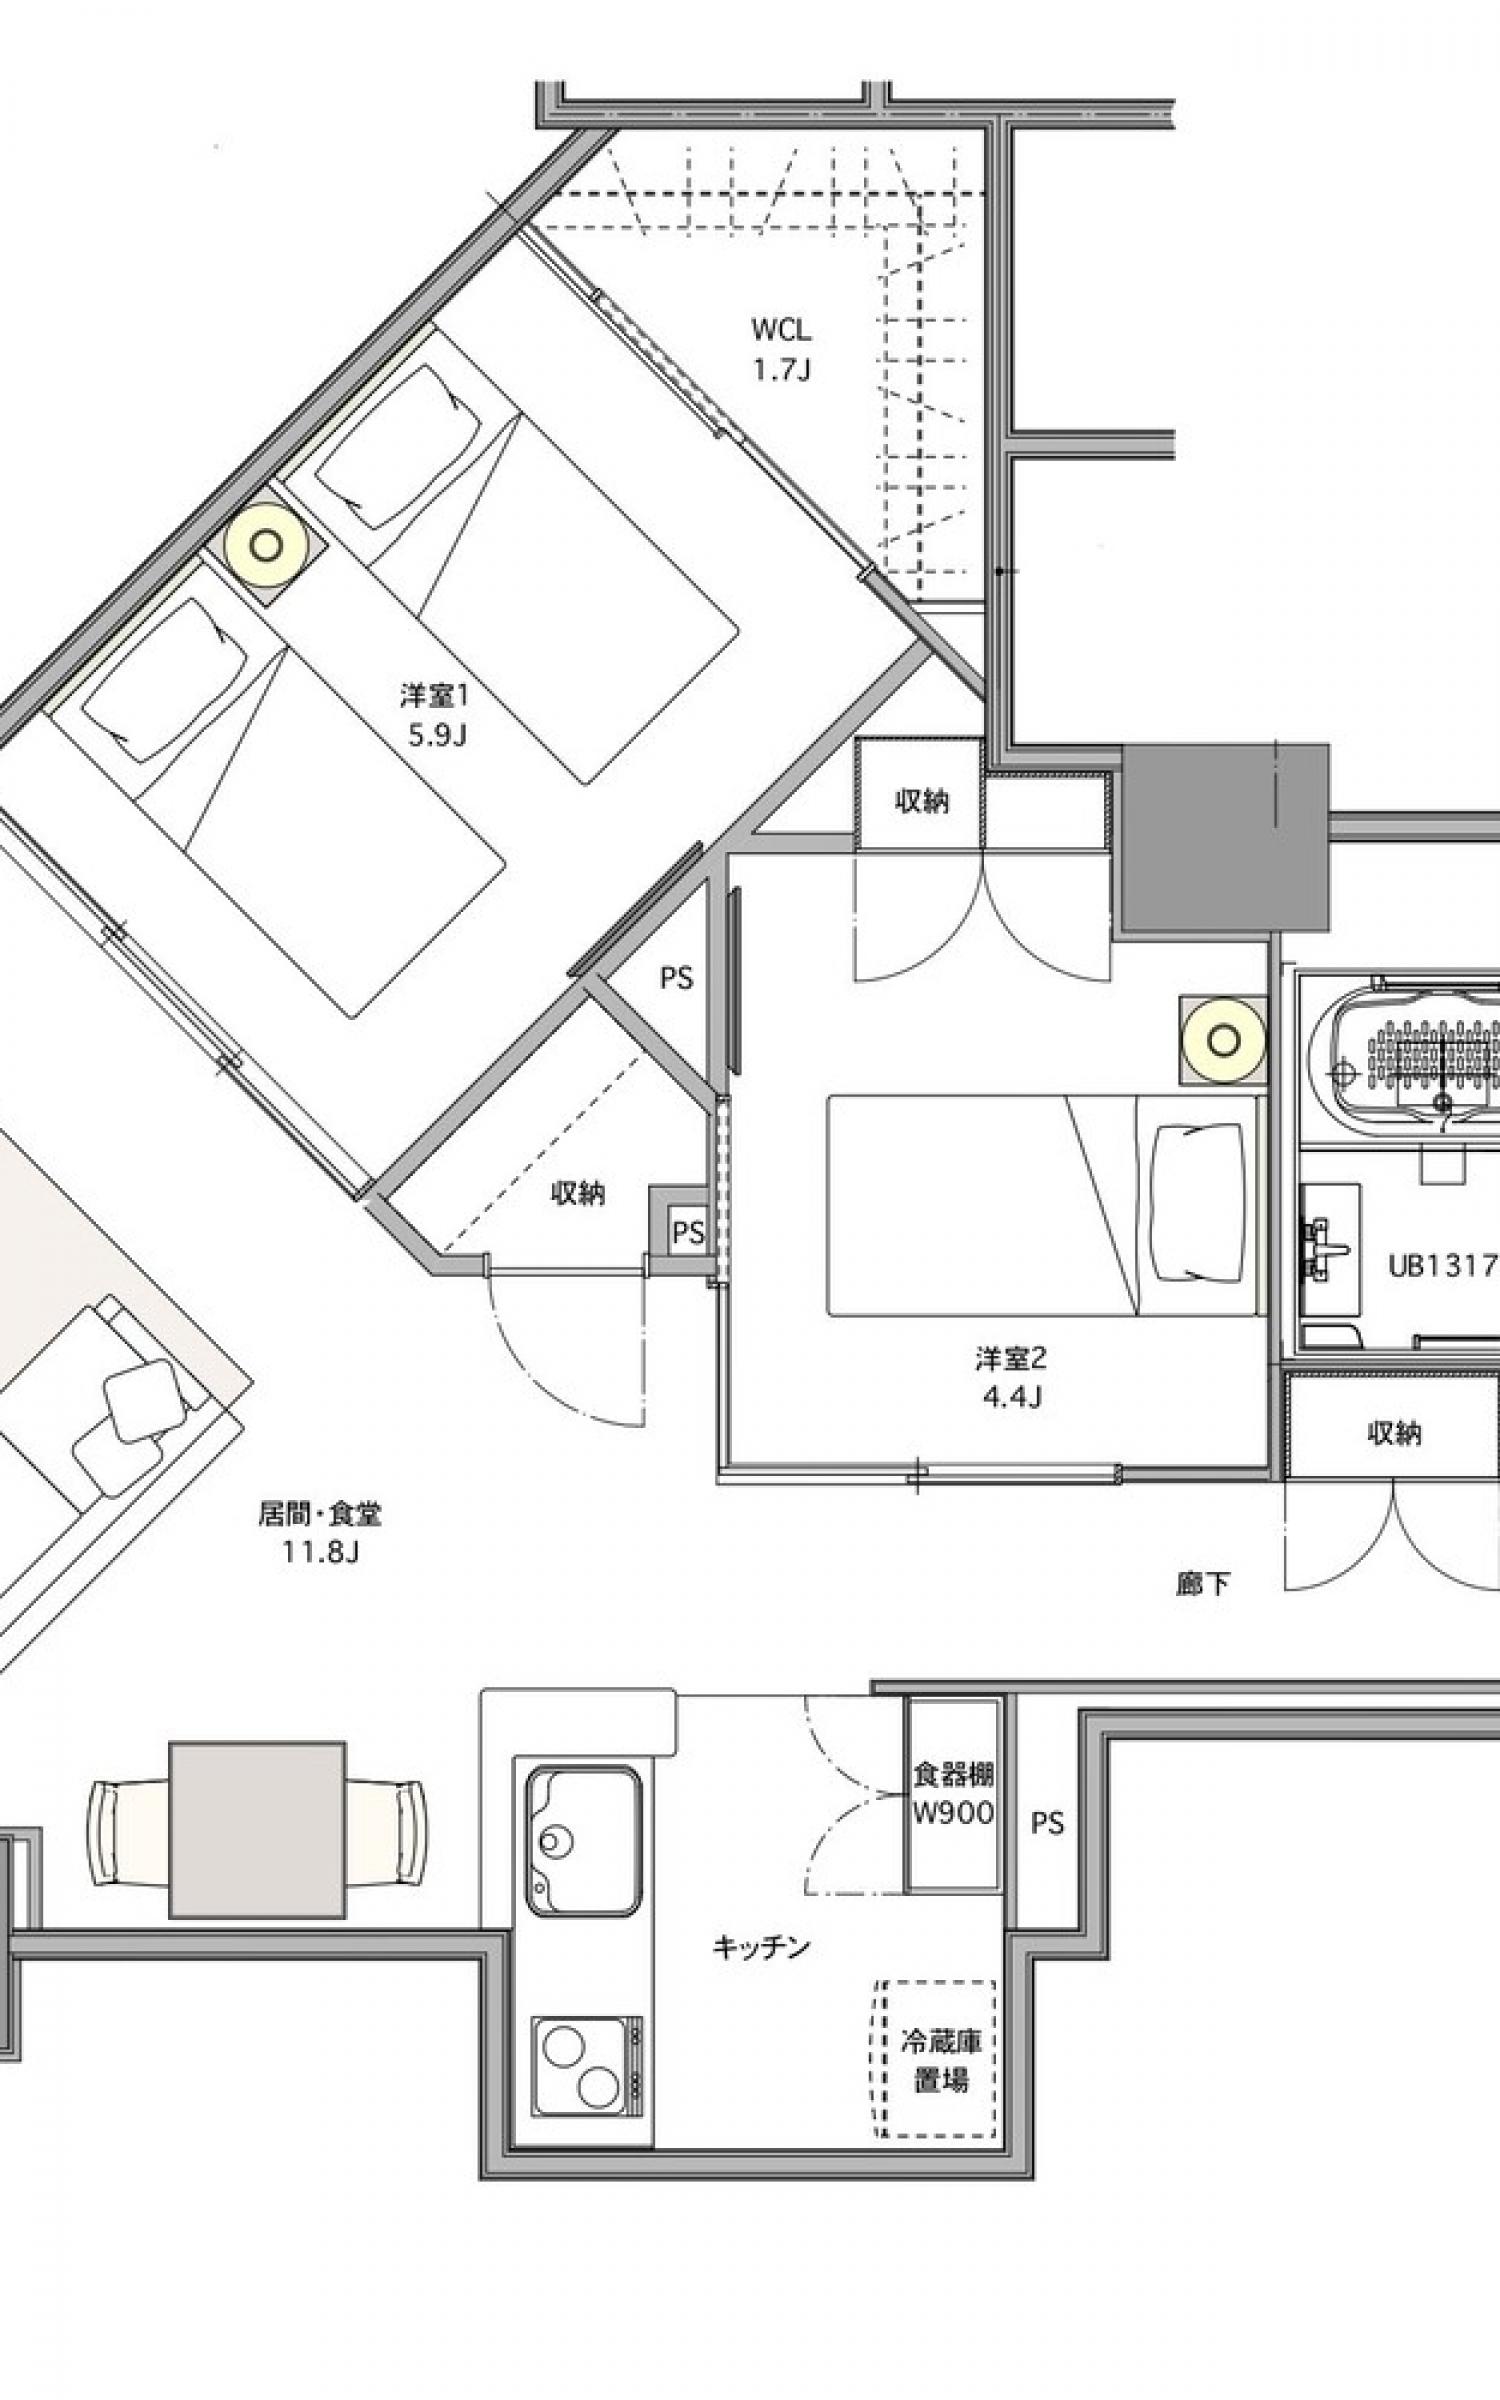 WCL
1.7J
洋室1
5.9J
収納
PS
収納
PS
UB1317
洋室2
4.4J
収納
居間・食堂
11.8J
廊下
食器棚
W900
PS
キッチン
冷蔵庫
置場